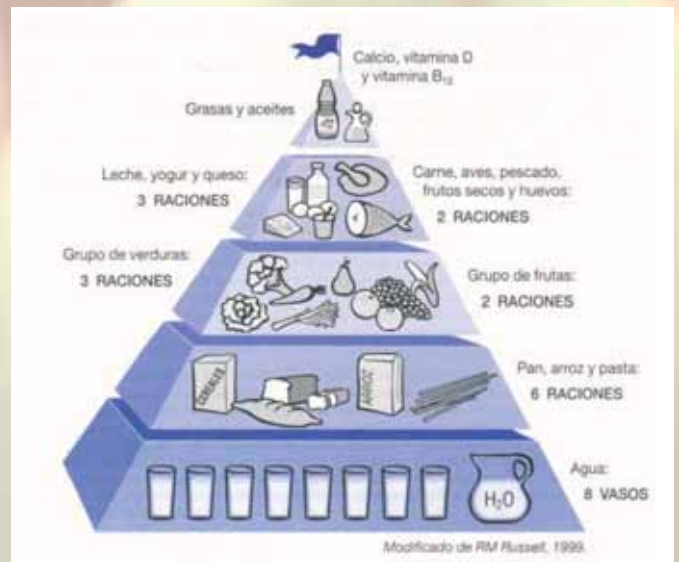 Calcio, vitamina D
y vitamina B₁₂
Grasas y aceites
Leche, yogur y queso:
3 RACIONES
Carne, aves, pescado,
frutos secos y huevos:
2 RACIONES
Grupo de verduras:
3 RACIONES
Grupo de frutas:
2 RACIONES
CEREALES
ARROZ
Pan, arroz y pasta:
6 RACIONES
H₂O
Agua:
8 VASOS
Modificado de RM Russell, 1999.